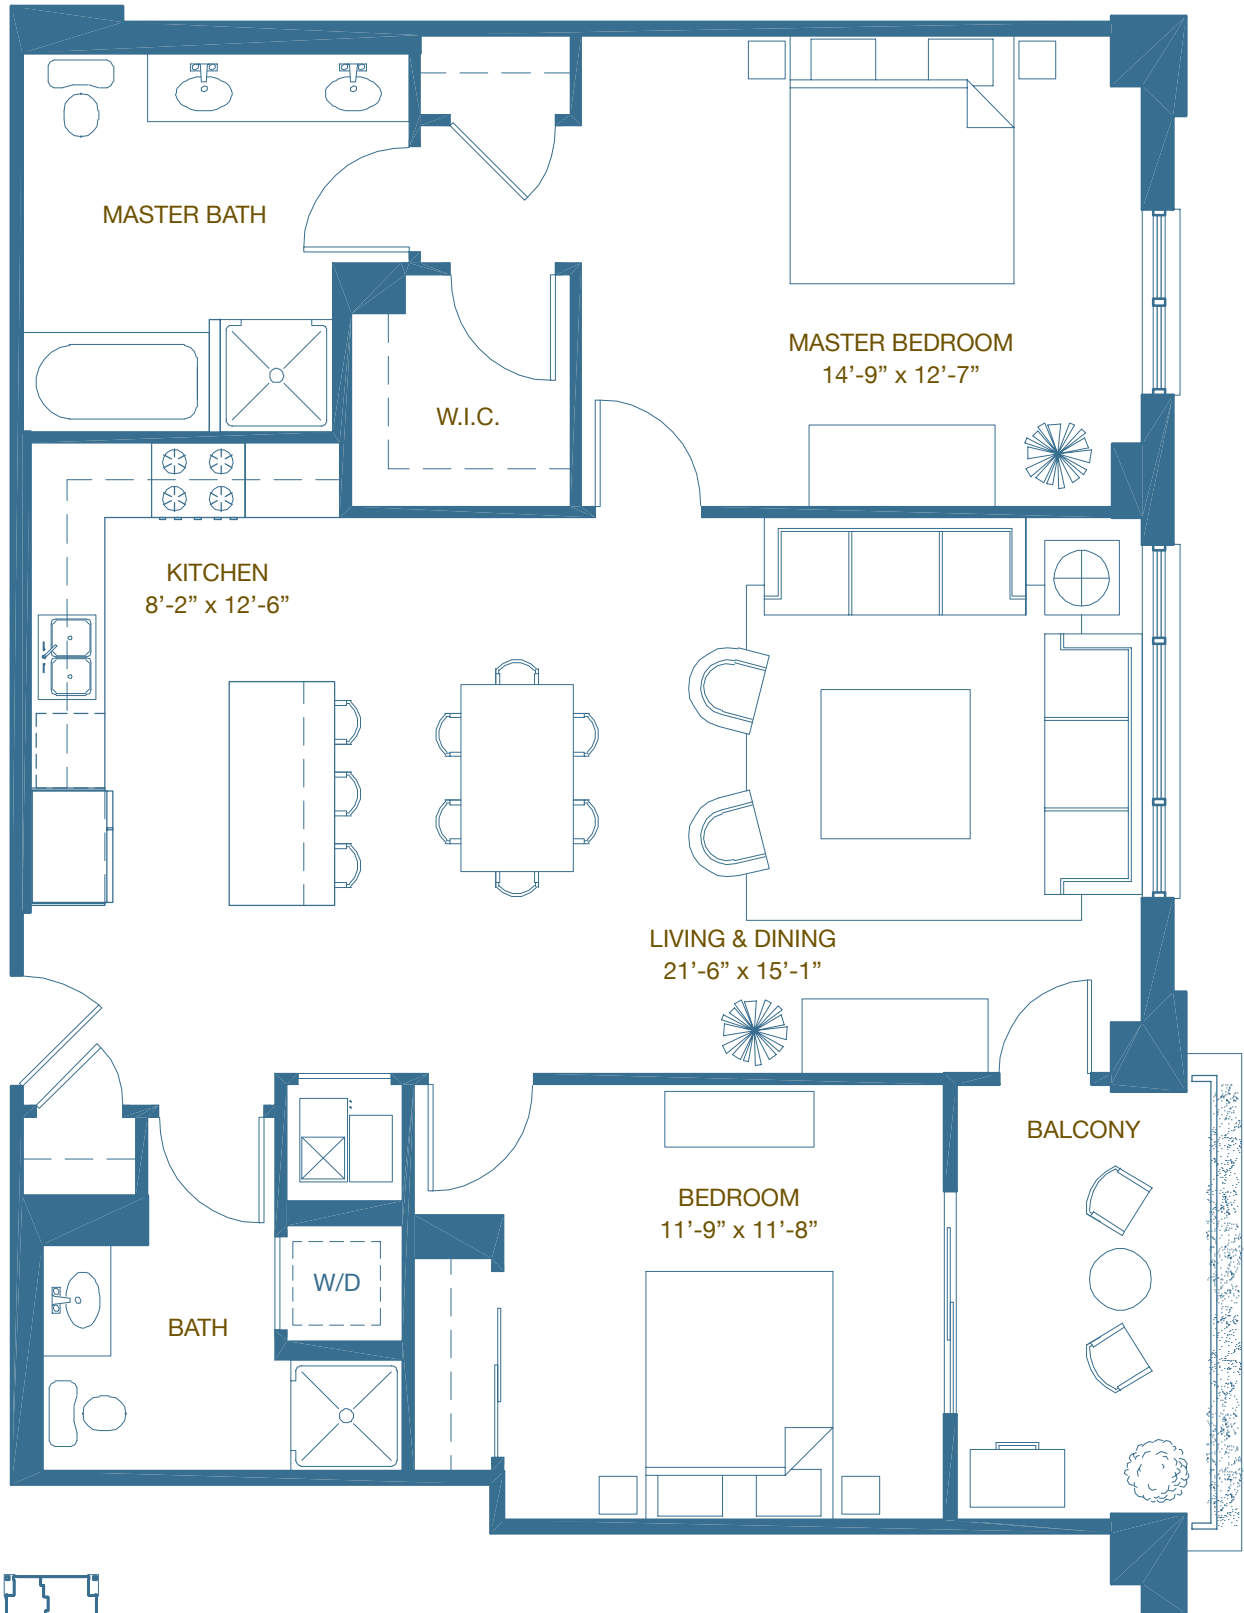 MASTER BATH
MASTER BEDROOM
14’-9” x 12’-7”
W.I.C.
KITCHEN
8’-2” x 12’-6”
LIVING & DINING
21’-6” x 15’-1”
BALCONY
BEDROOM
11’-9” x 11’-8”
W/D
BATH